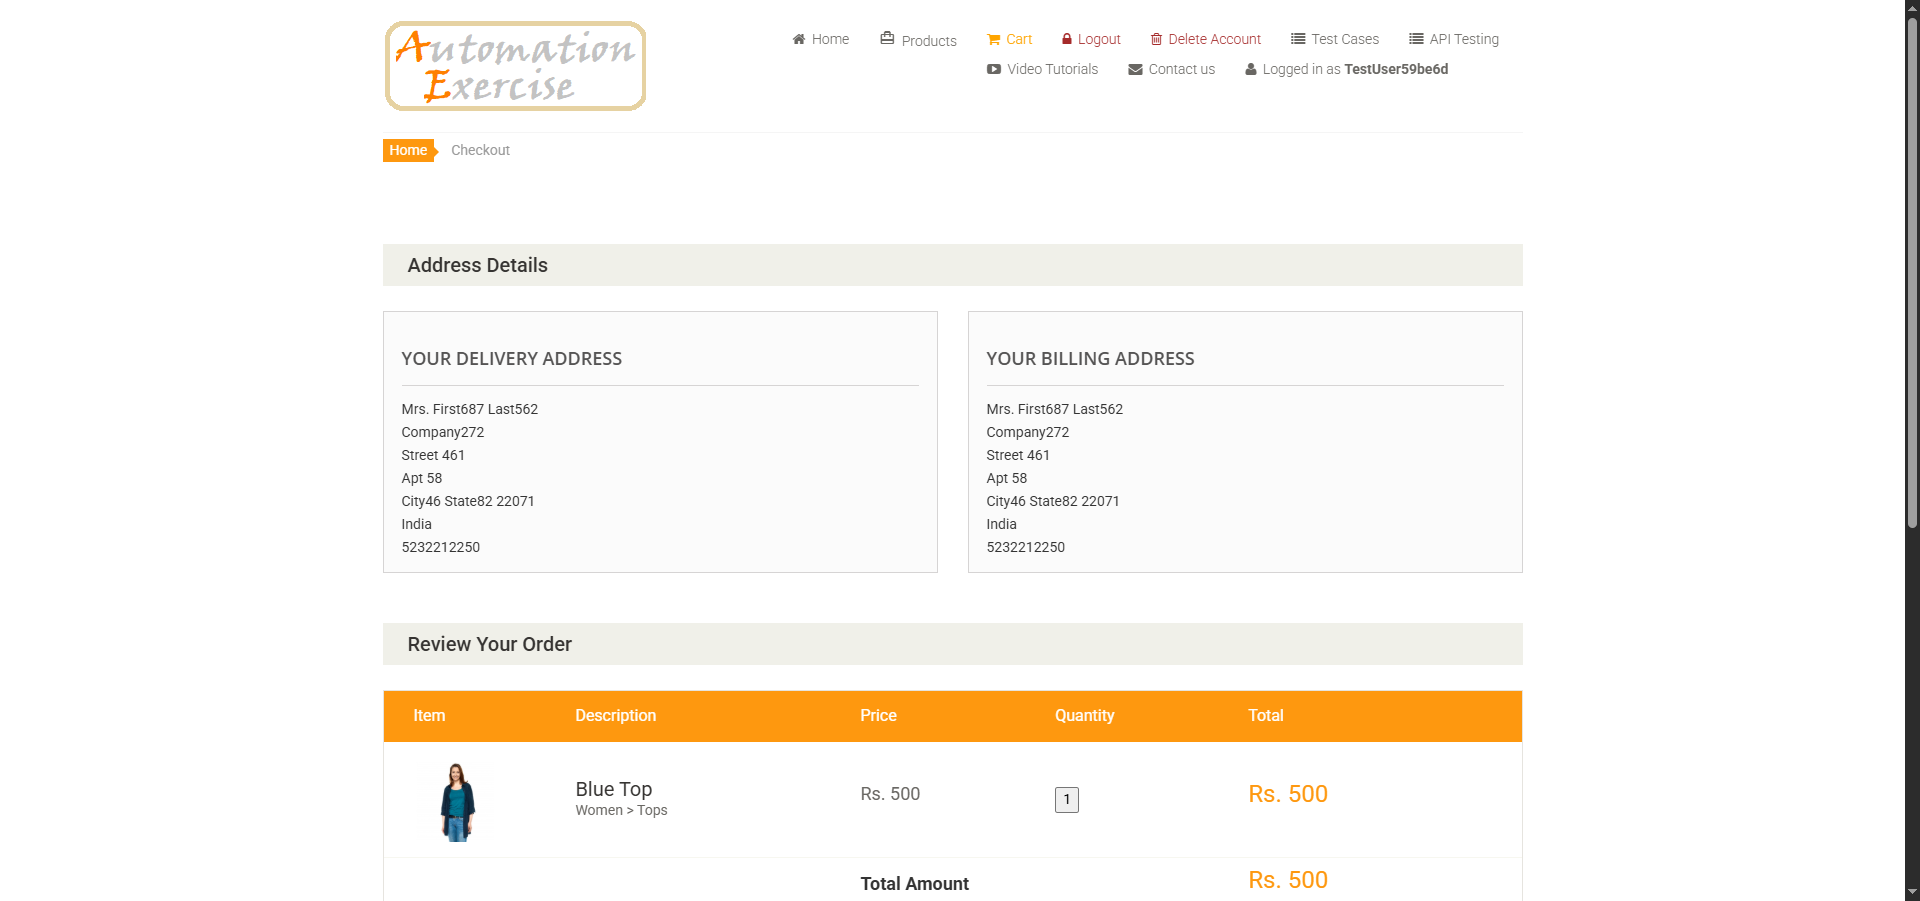 Automation
Exercise
Home
Products
Cart
Logout
Delete Account
Test Cases
API Testing
Video Tutorials
Contact us
Logged in as TestUser59be6d
Home
Checkout
Address Details
YOUR DELIVERY ADDRESS
Mrs. First687 Last562
Company272
Street 461
Apt 58
City46 State82 22071
India
5232212250
YOUR BILLING ADDRESS
Mrs. First687 Last562
Company272
Street 461
Apt 58
City46 State82 22071
India
5232212250
Review Your Order
Item Description Price Quantity Total
Blue Top
Women > Tops
Rs. 500
1
Rs. 500
Total Amount
Rs. 500